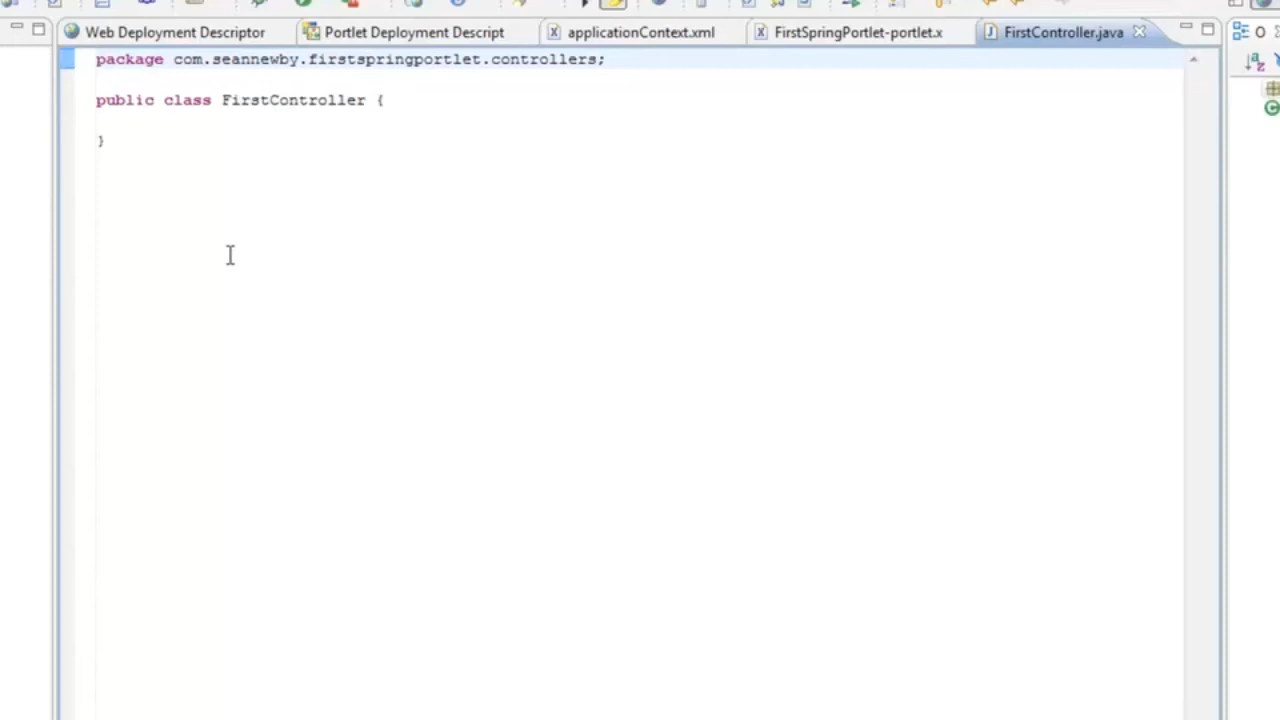 Web Deployment Descriptor
Portlet Deployment Descript
applicationContext.xml
FirstSpringPortlet-portlet.x
FirstController.java
package com.seannewby.firstspringportlet.controllers;
public class FirstController {
}